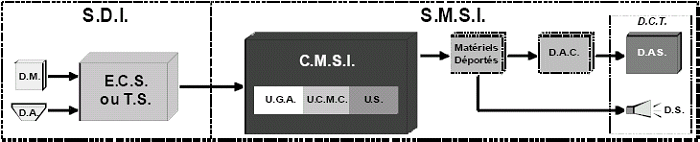 S.D.I.
S.M.S.I.
D.C.T.
D.M.
D.A.
E.C.S.
ou T.S.
C.M.S.I.
U.G.A.
U.C.M.C.
U.S.
Matériels
Déportés
D.A.C.
D.A.S.
D.S.